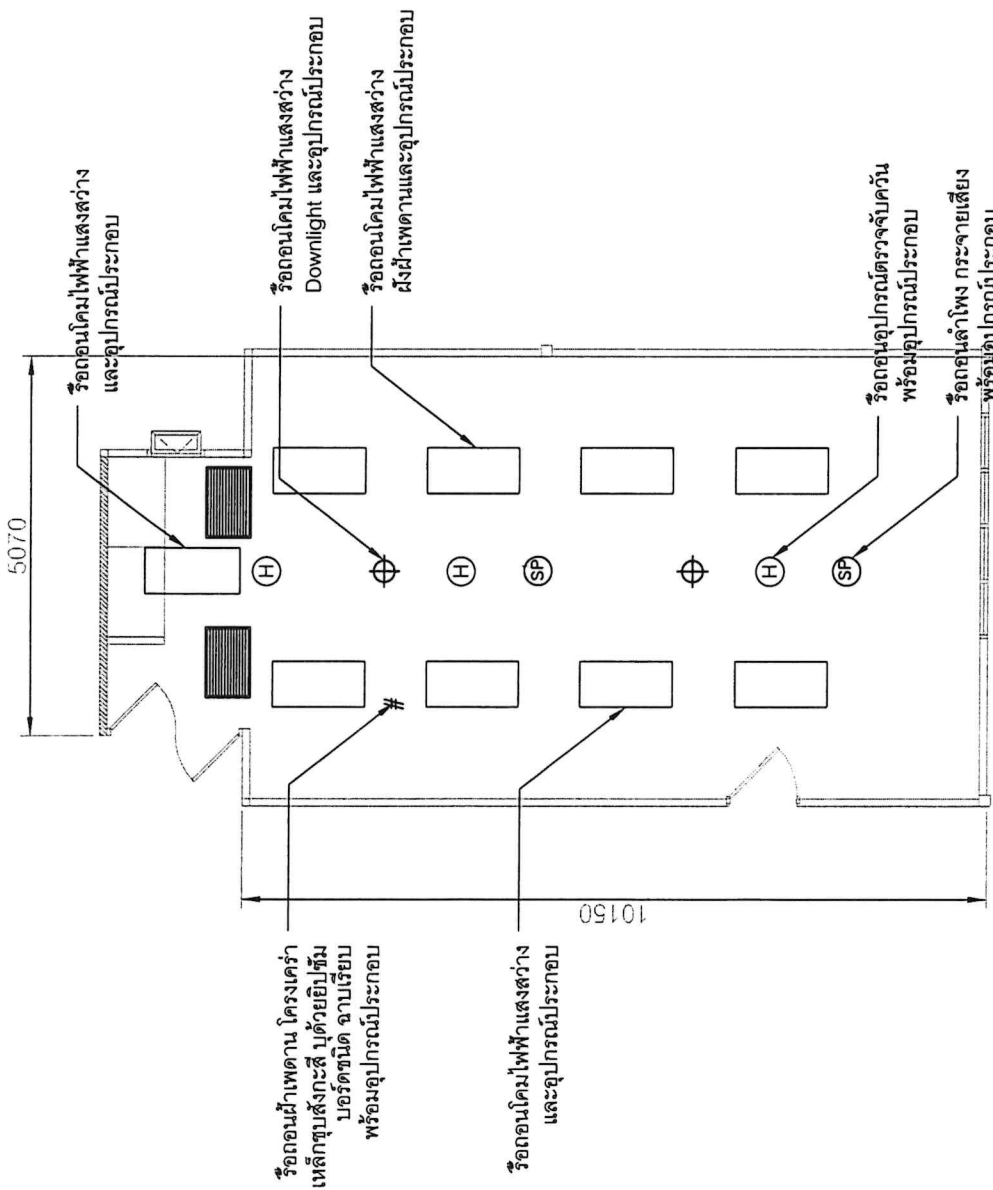 5070
รื้อถอนโคมไฟฟ้าแสงสว่าง
และอุปกรณ์ประกอบ
รื้อถอนโคมไฟฟ้าแสงสว่าง
Downlight และอุปกรณ์ประกอบ
รื้อถอนโคมไฟฟ้าแสงสว่าง
ฝังฝ้าเพดานและอุปกรณ์ประกอบ
รื้อถอนอุปกรณ์ตรวจจับควัน
พร้อมอุปกรณ์ประกอบ
รื้อถอนลำโพง กระจายเสียง
พร้อมอุปกรณ์ประกอบ
H
H
SP
H
SP
#
รื้อถอนฝ้าเพดาน โครงเคร่า
เหล็กชุบสังกะสี บุด้วยยิปซั่ม
บอร์ดชนิด ฉาบเรียบ
พร้อมอุปกรณ์ประกอบ
รื้อถอนโคมไฟฟ้าแสงสว่าง
และอุปกรณ์ประกอบ
10150